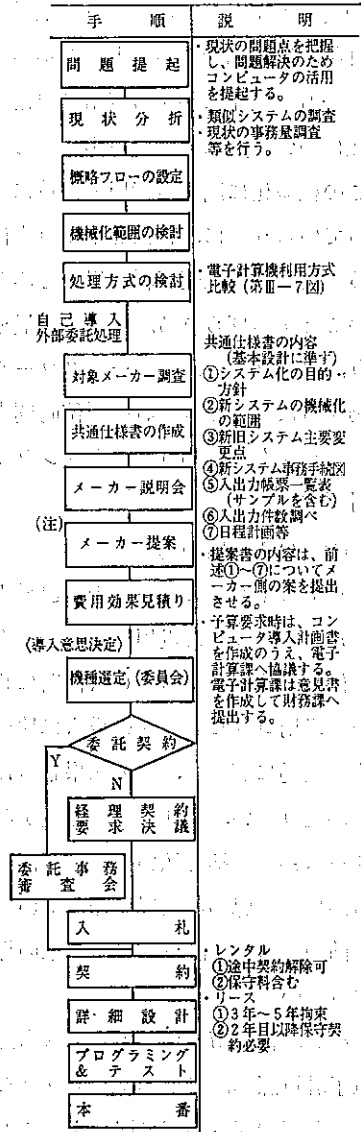 手 順 説 明
問題提起
・現状の問題点を把握
し、問題解決のため
コンピュータの活用
を提起する。
現状分析
・類似システムの調査
・現状の事務量調査
等を行う。
概略フローの設定
機械化範囲の検討
処理方式の検討
・電子計算機利用方式
比較(第Ⅲ―7図)
自己導入
外部委託処理
対象メーカー調査
共通仕様書の作成
メーカー説明会
共通仕様書の内容
(基本設計に準ず)
①システム化の目的・
方針
②新システムの機械化
の範囲
③新旧システム主要変
更点
④新システム事務手続図
⑤入出力帳票一覧表
(サンプルを含む)
⑥入出力件数調べ
⑦日程計画等
(注)
メーカー提案
・提案書の内容は、前
述①~⑦についてメ
ーカー側の案を提出
させる。
費用効果見積り
(導入意思決定)
機種選定(委員会)
・予算要求時は、コン
ピュータ導入計画書
を作成のうえ、電子
計算課へ協議する。
電子計算課は意見書
を作成して財務課へ
提出する。
委託契約
Y
N
経理契約
要求決議
委託事務
審査会
入札
契約
・レンタル
①途中契約解除可
②保守料含む
・リース
①3年~5年拘束
②2年目以降保守契
約必要
詳細設計
プログラミング
&テスト
本番